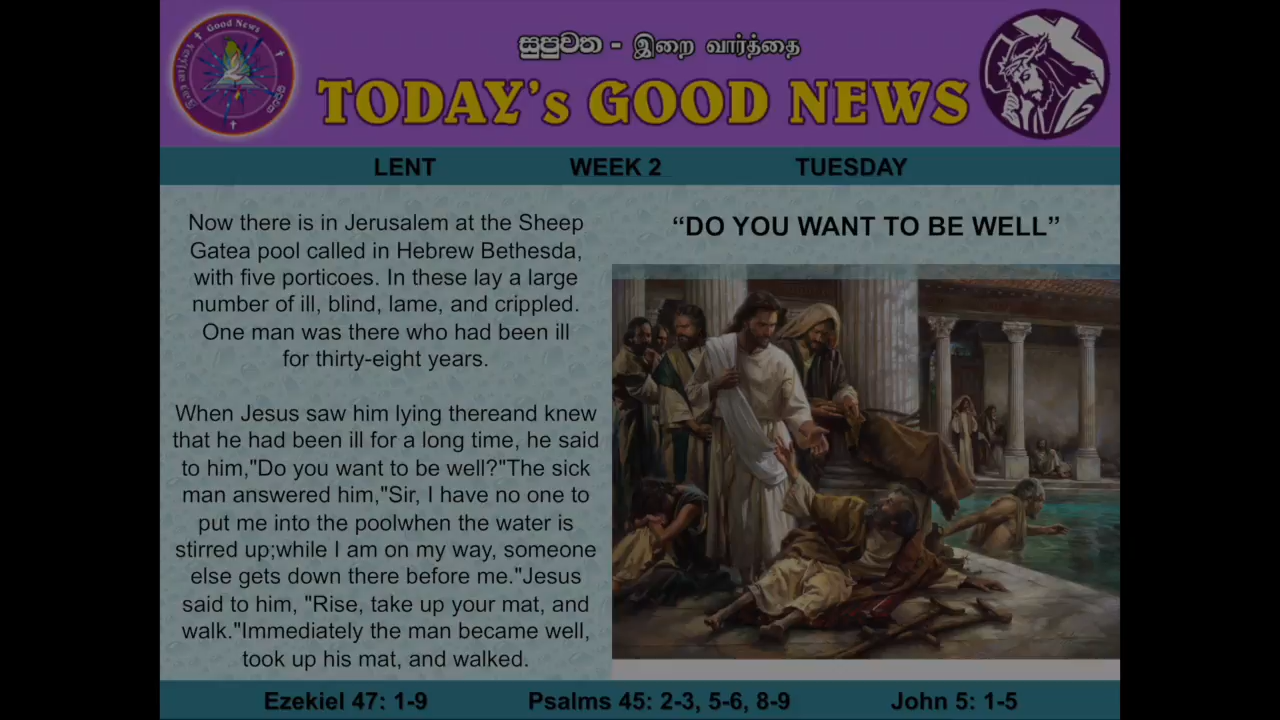 Good News
සුපුවත - இறை வார்த்தை
TODAY's GOOD NEWS
LENT WEEK 2 TUESDAY
Now there is in Jerusalem at the Sheep
Gatea pool called in Hebrew Bethesda,
with five porticoes. In these lay a large
number of ill, blind, lame, and crippled.
One man was there who had been ill
for thirty-eight years.
When Jesus saw him lying thereand knew
that he had been ill for a long time, he said
to him,"Do you want to be well?"The sick
man answered him,"Sir, I have no one to
put me into the poolwhen the water is
stirred up;while I am on my way, someone
else gets down there before me."Jesus
said to him, "Rise, take up your mat, and
walk."Immediately the man became well,
took up his mat, and walked.
“DO YOU WANT TO BE WELL”
Ezekiel 47: 1-9 Psalms 45: 2-3, 5-6, 8-9 John 5: 1-5